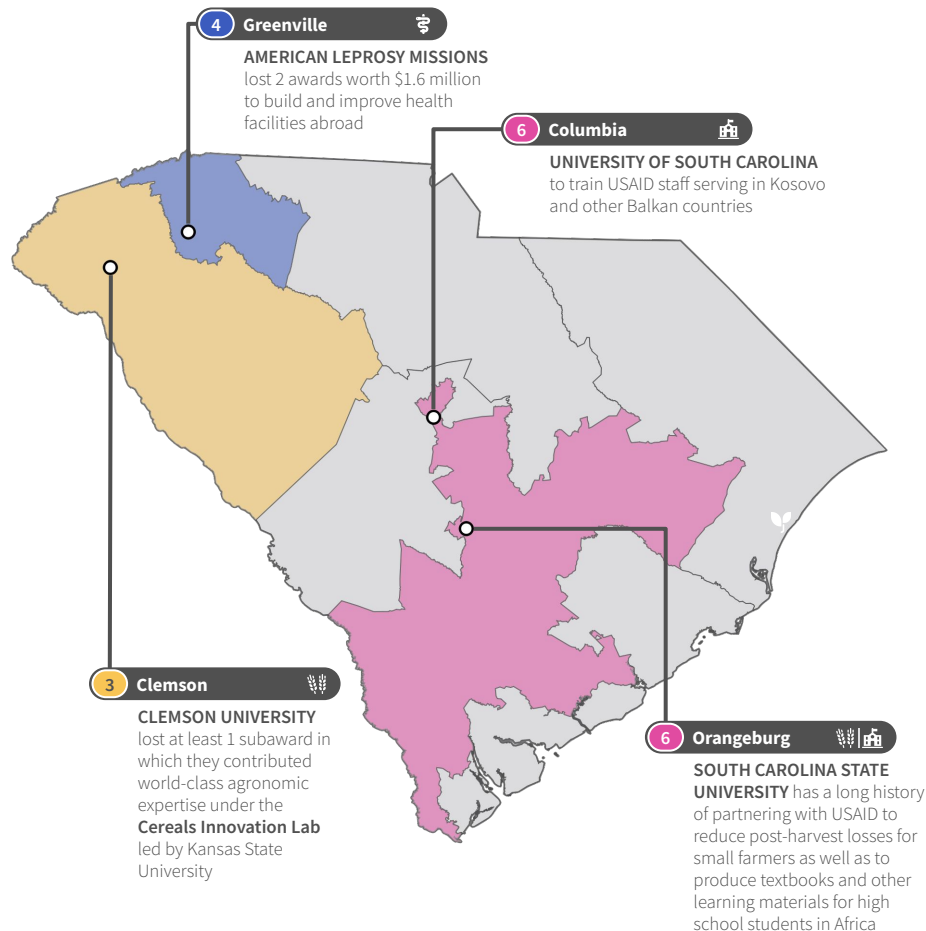 4 Greenville
AMERICAN LEPROSY MISSIONS
lost 2 awards worth $1.6 million
to build and improve health
facilities abroad
6 Columbia
UNIVERSITY OF SOUTH CAROLINA
to train USAID staff serving in Kosovo
and other Balkan countries
3 Clemson
CLEMSON UNIVERSITY
lost at least 1 subaward in
which they contributed
world-class agronomic
expertise under the
Cereals Innovation Lab
led by Kansas State
University
6 Orangeburg
SOUTH CAROLINA STATE
UNIVERSITY has a long history
of partnering with USAID to
reduce post-harvest losses for
small farmers as well as to
produce textbooks and other
learning materials for high
school students in Africa